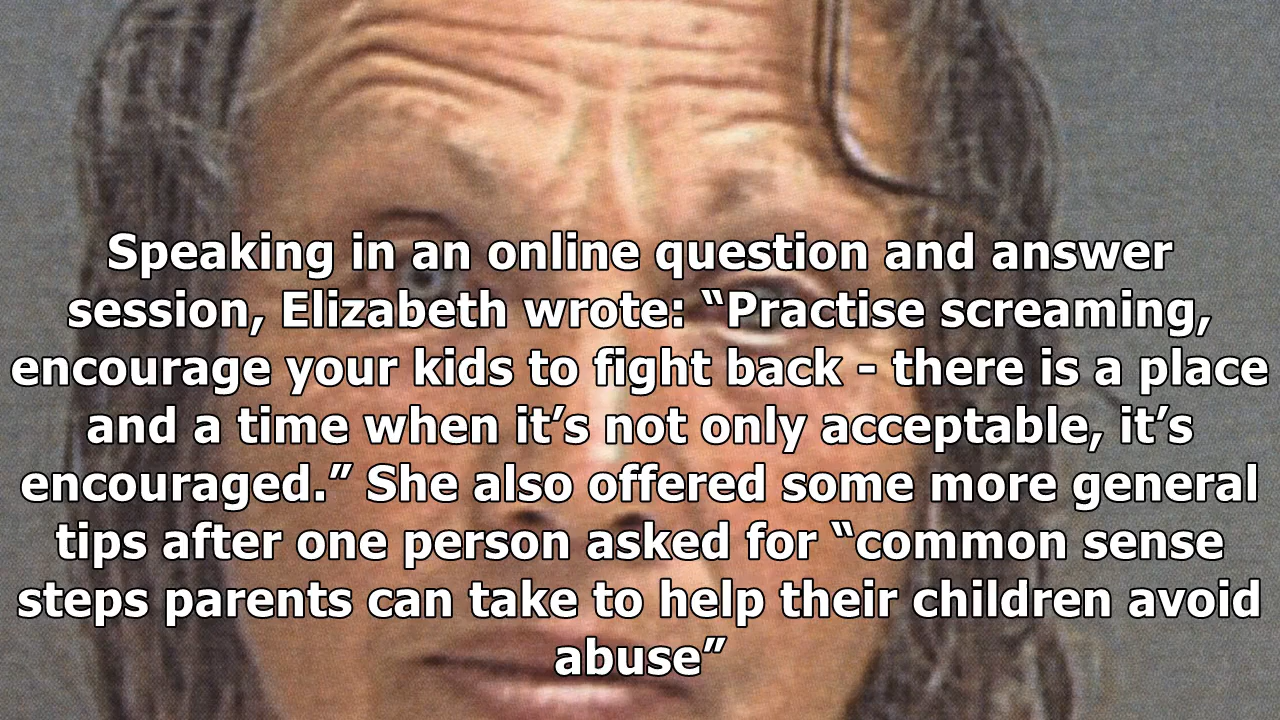 Speaking in an online question and answer
session, Elizabeth wrote: “Practise screaming,
encourage your kids to fight back - there is a place
and a time when it’s not only acceptable, it’s
encouraged.” She also offered some more general
tips after one person asked for “common sense
steps parents can take to help their children avoid
abuse”